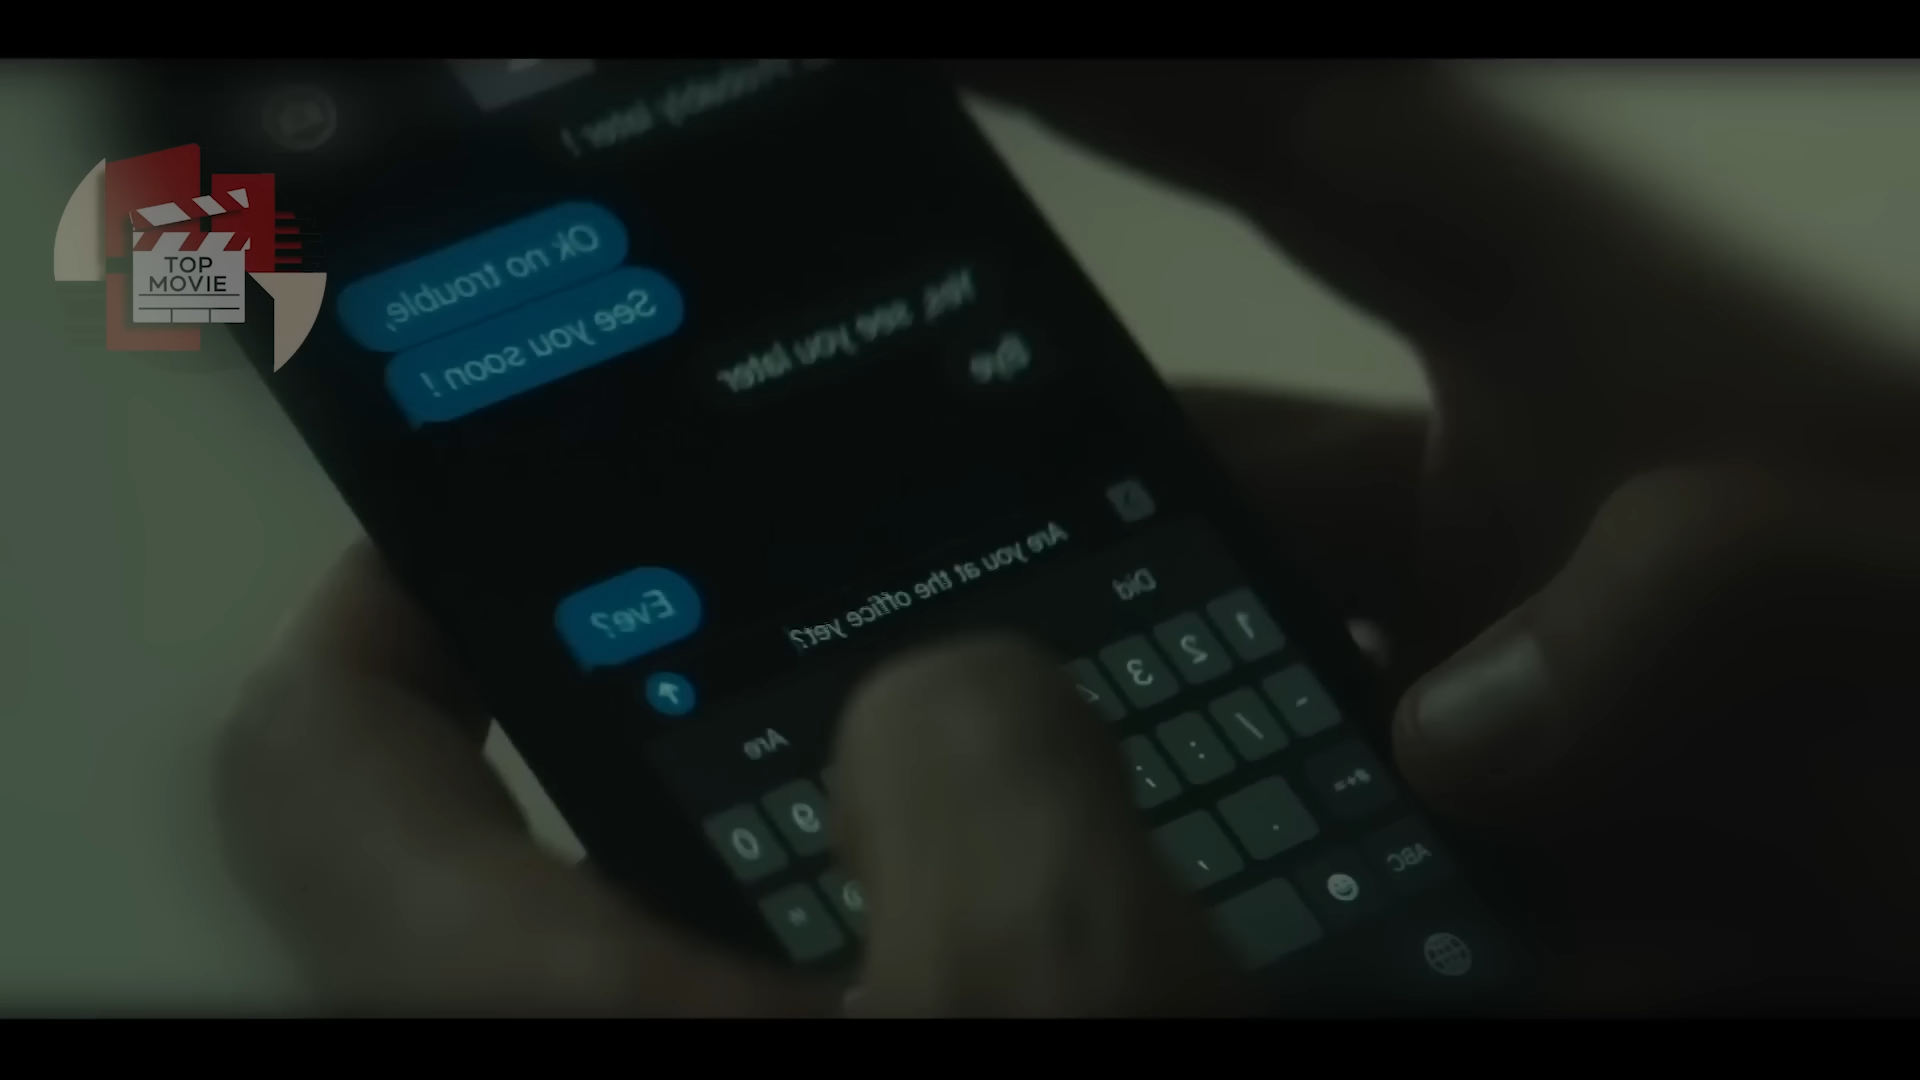 Probably later !
TOP
MOVIE
Ok no trouble,
See you soon !
Yes, see you later
Bye
Eve?
Are you at the office yet?
Did
Are
1 2 3
9 0
- / : ;
"
#+=
. ,
ABC